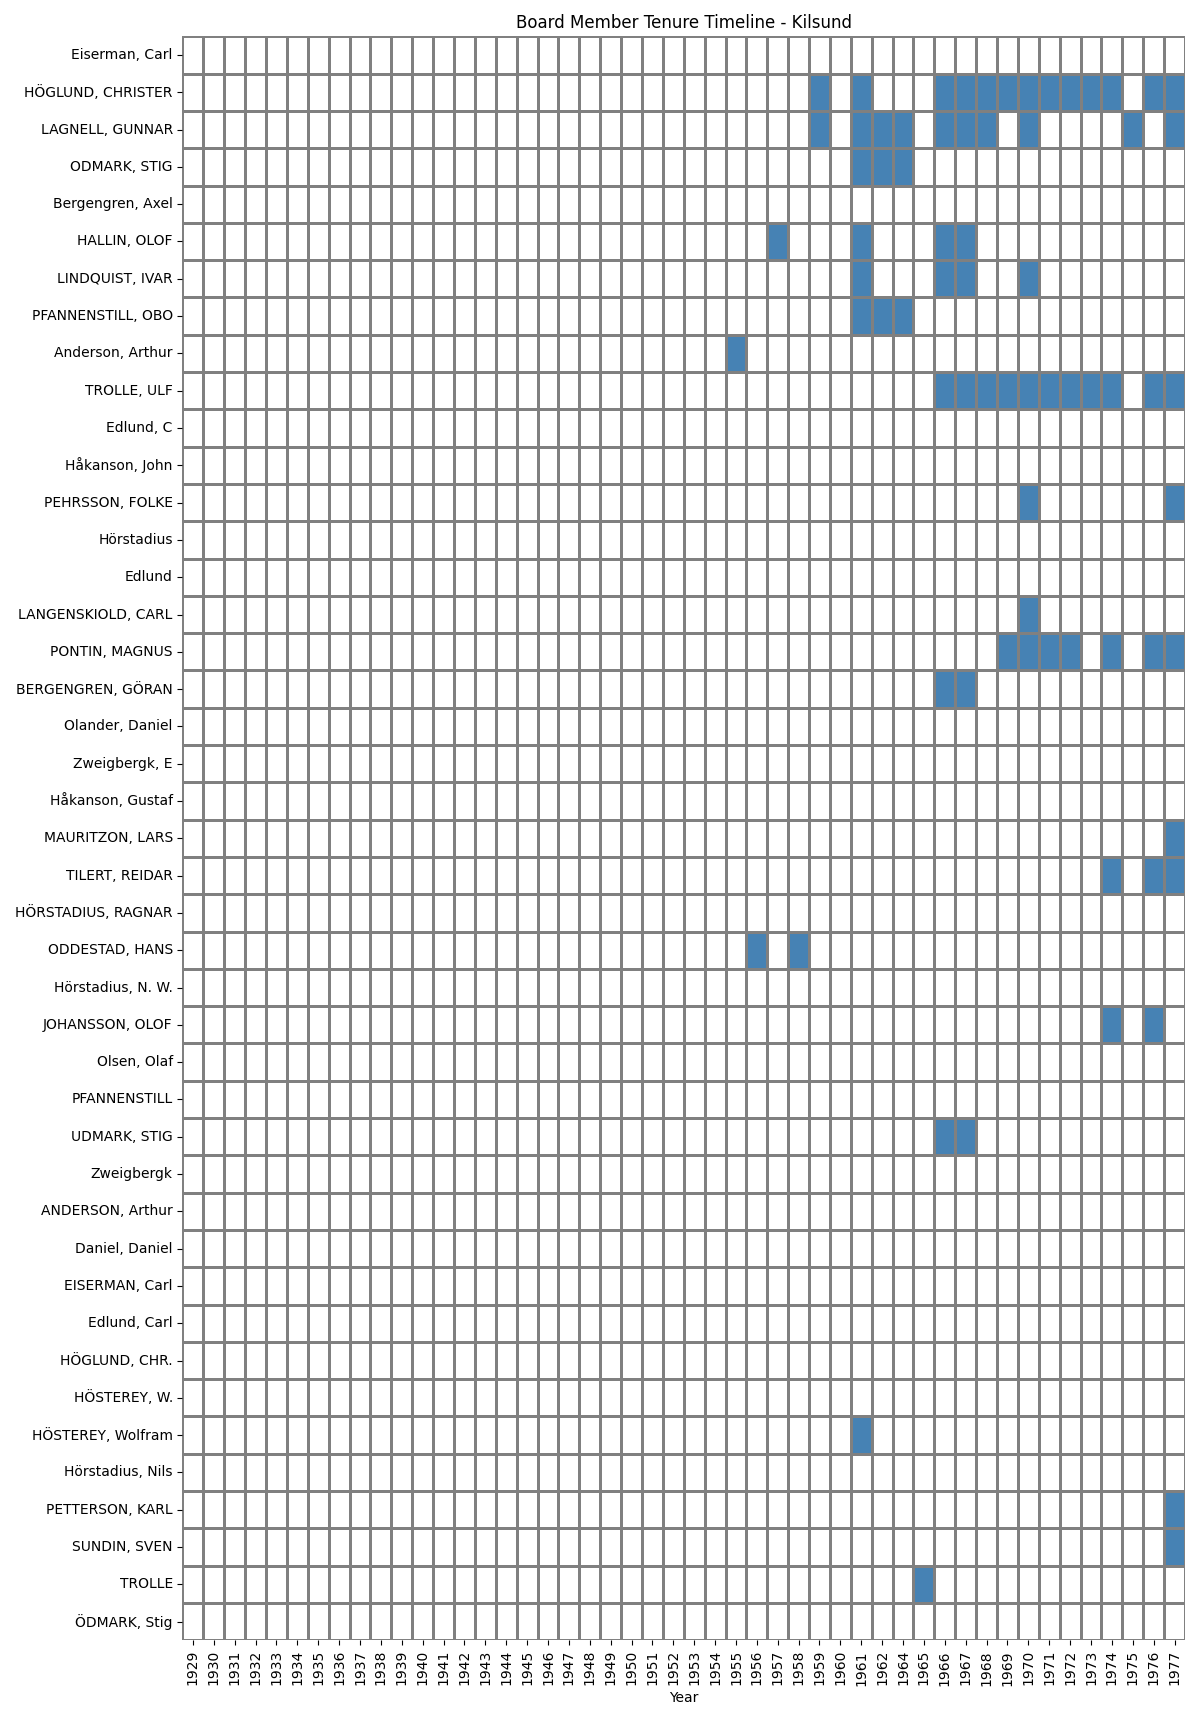 Board Member Tenure Timeline - Kilsund
Eiserman, Carl
HÖGLUND, CHRISTER
LAGNELL, GUNNAR
ODMARK, STIG
Bergengren, Axel
HALLIN, OLOF
LINDQUIST, IVAR
PFANNENSTILL, OBO
Anderson, Arthur
TROLLE, ULF
Edlund, C
Håkanson, John
PEHRSSON, FOLKE
Hörstadius
Edlund
LANGENSKIOLD, CARL
PONTIN, MAGNUS
BERGENGREN, GÖRAN
Olander, Daniel
Zweigbergk, E
Håkanson, Gustaf
MAURITZON, LARS
TILERT, REIDAR
HÖRSTADIUS, RAGNAR
ODDESTAD, HANS
Hörstadius, N. W.
JOHANSSON, OLOF
Olsen, Olaf
PFANNENSTILL
UDMARK, STIG
Zweigbergk
ANDERSON, Arthur
Daniel, Daniel
EISERMAN, Carl
Edlund, Carl
HÖGLUND, CHR.
HÖSTEREY, W.
HÖSTEREY, Wolfram
Hörstadius, Nils
PETTERSON, KARL
SUNDIN, SVEN
TROLLE
ÖDMARK, Stig
1929 1930 1931 1932 1933 1934 1935 1936 1937 1938 1939 1940 1941 1942 1943 1944 1945 1946 1947 1948 1949 1950 1951 1952 1953 1954 1955 1956 1957 1958 1959 1960 1961 1962 1964 1965 1966 1967 1968 1969 1970 1971 1972 1973 1974 1975 1976 1977
Year